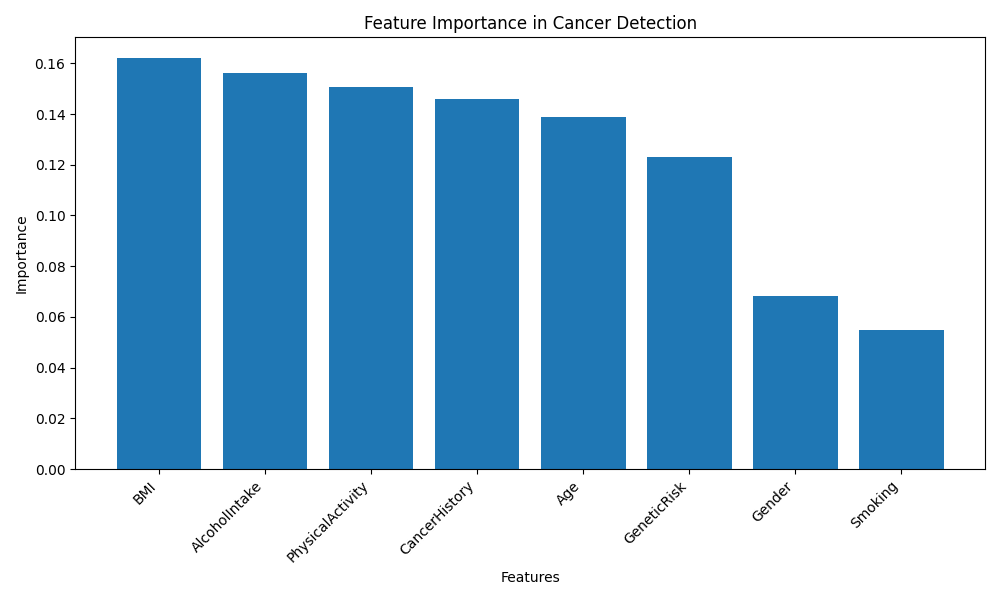 Feature Importance in Cancer Detection
Importance
0.16
0.14
0.12
0.10
0.08
0.06
0.04
0.02
0.00
BMI
AlcoholIntake
PhysicalActivity
CancerHistory
Age
GeneticRisk
Gender
Smoking
Features